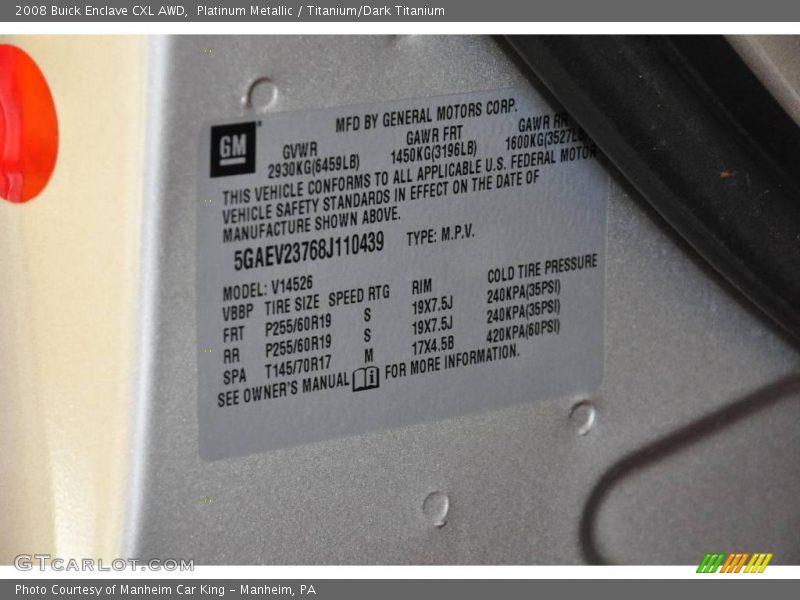 2008 Buick Enclave CXL AWD, Platinum Metallic / Titanium/Dark Titanium
GM
MFD BY GENERAL MOTORS CORP.
GVWR GAWR FRT GAWR RR
2930KG(6459LB) 1450KG(3196LB) 1600KG(3527LB
THIS VEHICLE CONFORMS TO ALL APPLICABLE U.S. FEDERAL MOTOR
VEHICLE SAFETY STANDARDS IN EFFECT ON THE DATE OF
MANUFACTURE SHOWN ABOVE.
5GAEV23768J110439 TYPE: M.P.V.
MODEL: V14526
VBBP TIRE SIZE SPEED RTG RIM COLD TIRE PRESSURE
FRT P255/60R19 S 19X7.5J 240KPA(35PSI)
RR P255/60R19 S 19X7.5J 240KPA(35PSI)
SPA T145/70R17 M 17X4.5B 420KPA(60PSI)
SEE OWNER'S MANUAL i FOR MORE INFORMATION.
GTCARLOT.COM
Photo Courtesy of Manheim Car King - Manheim, PA